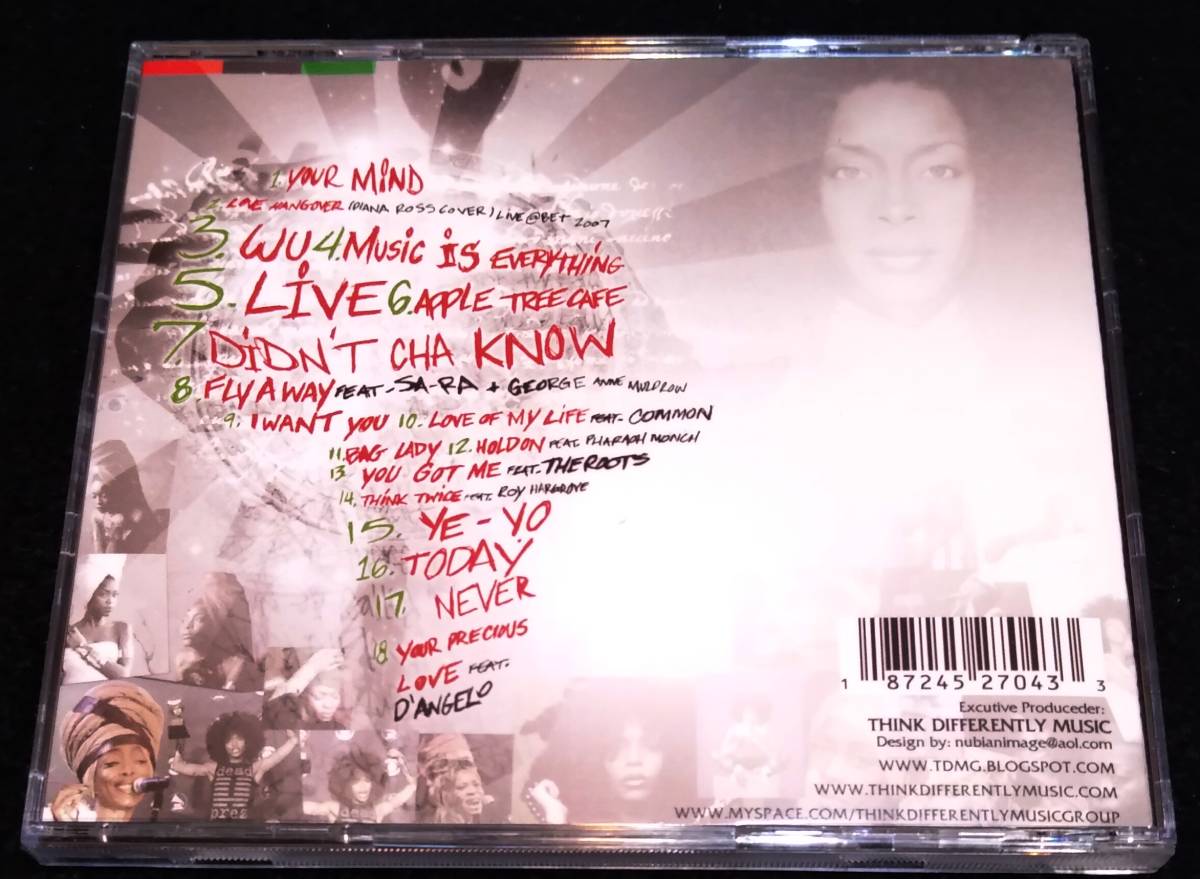 1. YOUR MIND
2. LOVE HANGOVER (DIANA ROSS COVER) LIVE @ BET 2007
3. WU 4. MUSIC IS EVERYTHING
5. LIVE 6. APPLE TREE CAFE
7. DIDN'T CHA KNOW
8. FLY AWAY FEAT- SA-RA + GEORGE ANNE MULDROW
9. I WANT YOU 10. LOVE OF MY LIFE FEAT- COMMON
11. BAG LADY 12. HOLD ON FEAT. PHARAOH MONCH
13 YOU GOT ME FEAT. THE ROOTS
14. THINK TWICE FEAT. ROY HARGROVE
15. YE-YO
16. TODAY
17. NEVER
18 YOUR PRECIOUS
LOVE FEAT.
D'ANGELO
dead
prez
dead
1 87245 27043 3
Excutive Produceder:
THINK DIFFERENTLY MUSIC
Design by: nubianimage@aol.com
WWW.TDMG.BLOGSPOT.COM
WWW.THINKDIFFERENTLYMUSIC.COM
WWW.MYSPACE.COM/THINKDIFFERENTLYMUSICGROUP